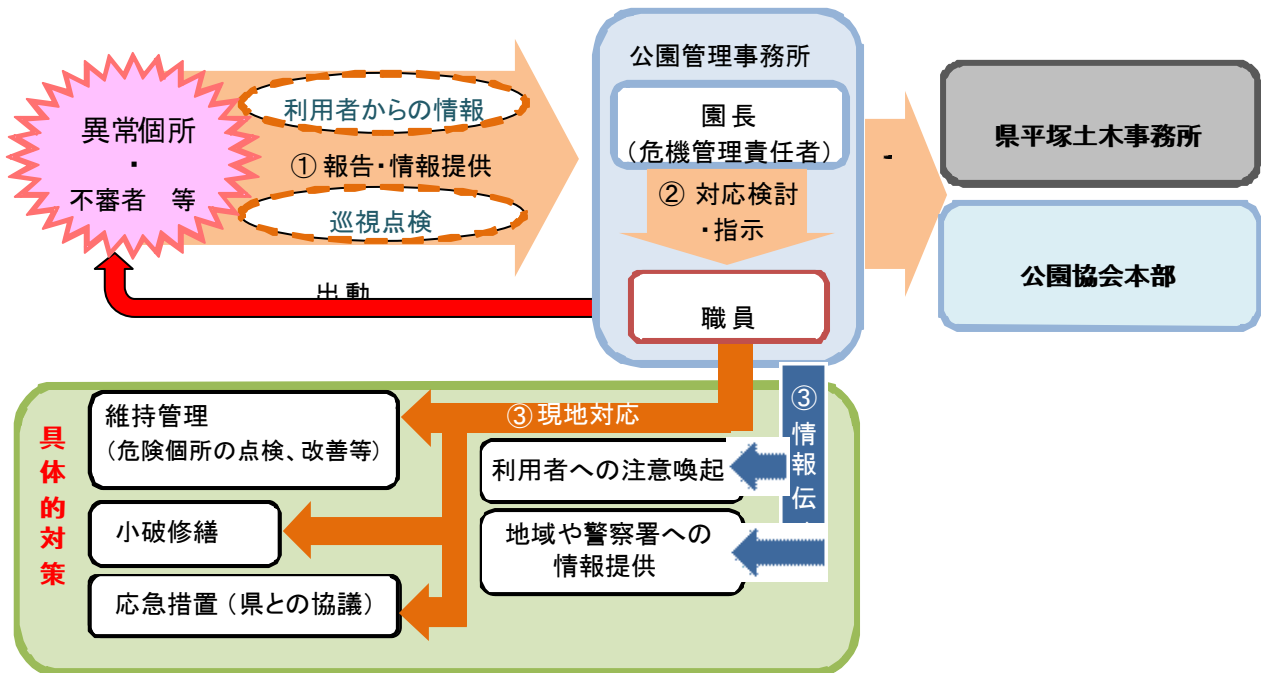 異常個所
・
不審者　等
利用者からの情報
① 報告・情報提供
巡視点検
出動
公園管理事務所
園長
（危機管理責任者）
② 対応検討
・指示
職員
県平塚土木事務所
公園協会本部
具体的対策
③ 現地対応
維持管理
（危険個所の点検、改善等）
小破修繕
応急措置（県との協議）
③情報伝
利用者への注意喚起
地域や警察署への
情報提供